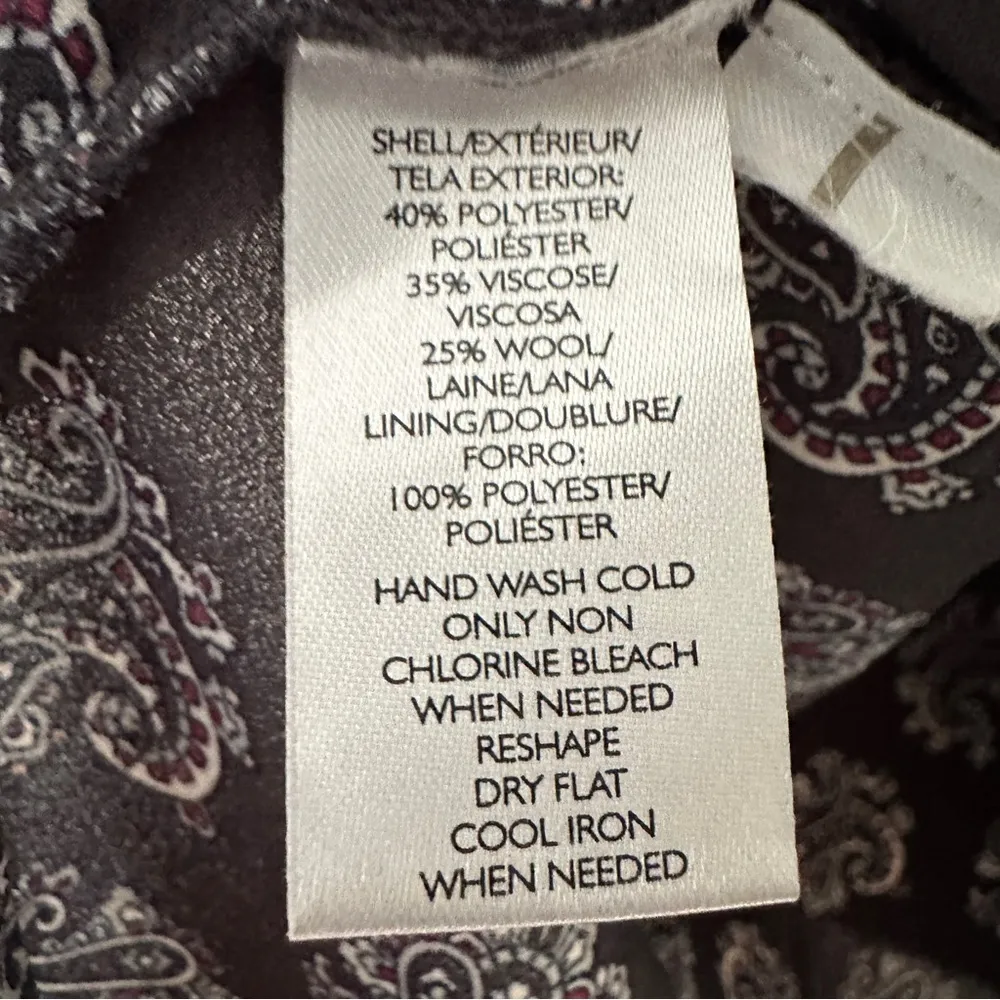 SHELL/EXTÉRIEUR/
TELA EXTERIOR:
40% POLYESTER/
POLIÉSTER
35% VISCOSE/
VISCOSA
25% WOOL/
LAINE/LANA
LINING/DOUBLURE/
FORRO:
100% POLYESTER/
POLIÉSTER
HAND WASH COLD
ONLY NON
CHLORINE BLEACH
WHEN NEEDED
RESHAPE
DRY FLAT
COOL IRON
WHEN NEEDED